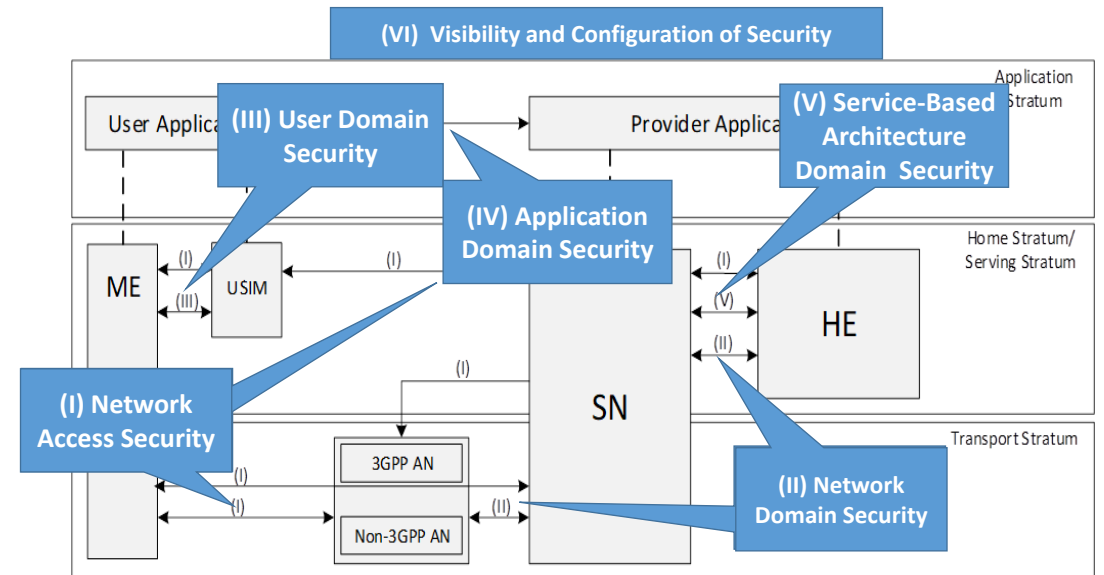 (VI) Visibility and Configuration of Security
Application
Stratum
User Applica
(III) User Domain
Security
Provider Applica
(V) Service-Based
Architecture
Domain Security
(IV) Application
Domain Security
Home Stratum/
Serving Stratum
ME
(I)
(III)
USIM
(I)
(I)
(V)
(II)
HE
(I) Network
Access Security
(I)
SN
Transport Stratum
3GPP AN
(I)
(I)
(II)
Non-3GPP AN
(II) Network
Domain Security